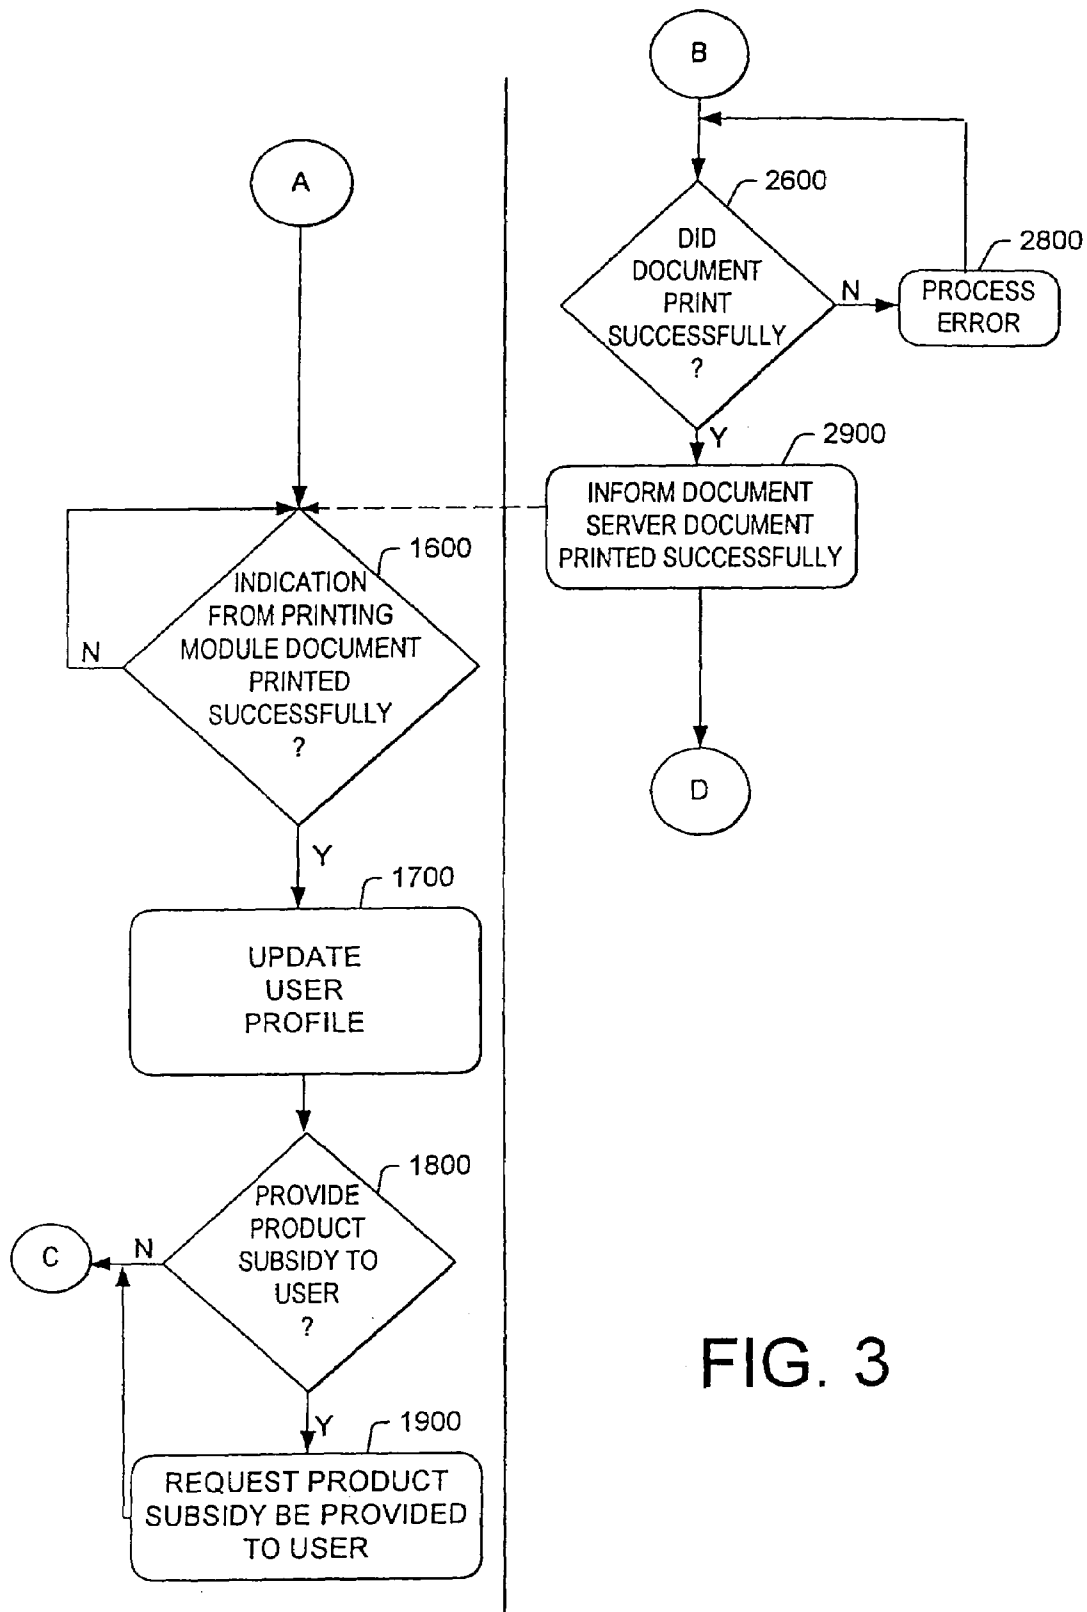 B
A
2600
DID
DOCUMENT
PRINT
SUCCESSFULLY
?
N
2800
PROCESS
ERROR
Y
2900
INFORM DOCUMENT
SERVER DOCUMENT
PRINTED SUCCESSFULLY
D
1600
INDICATION
FROM PRINTING
MODULE DOCUMENT
PRINTED
SUCCESSFULLY
?
N
Y
1700
UPDATE
USER
PROFILE
1800
PROVIDE
PRODUCT
SUBSIDY TO
USER
?
N
C
Y
1900
REQUEST PRODUCT
SUBSIDY BE PROVIDED
TO USER
FIG. 3